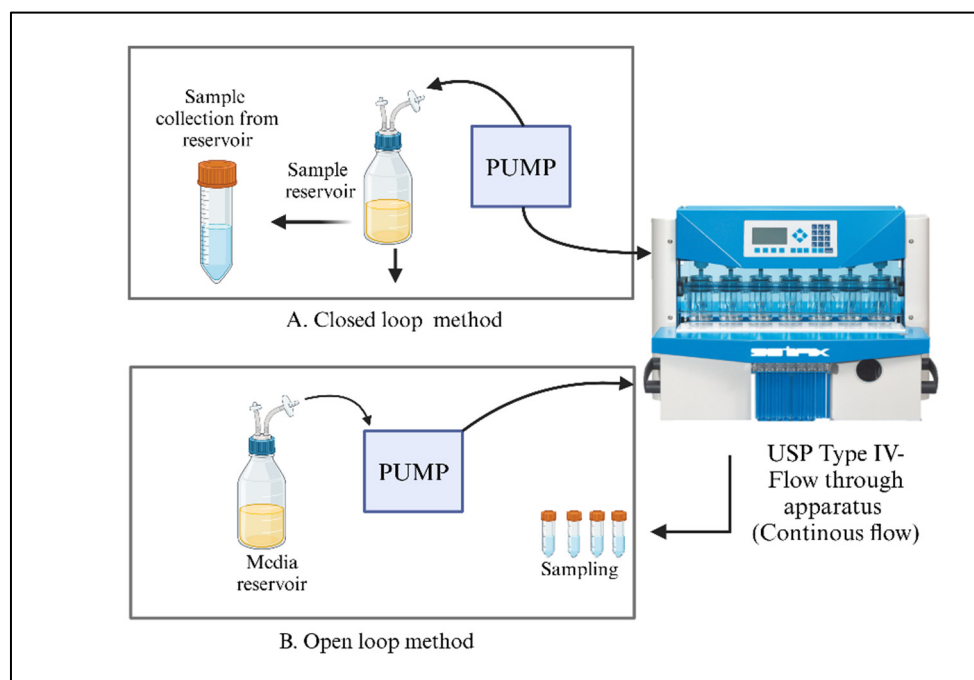 Sample
collection from
reservoir
Sample
reservoir
PUMP
A. Closed loop method
PUMP
Media
reservoir
Sampling
B. Open loop method
USP Type IV-
Flow through
apparatus
(Continous flow)